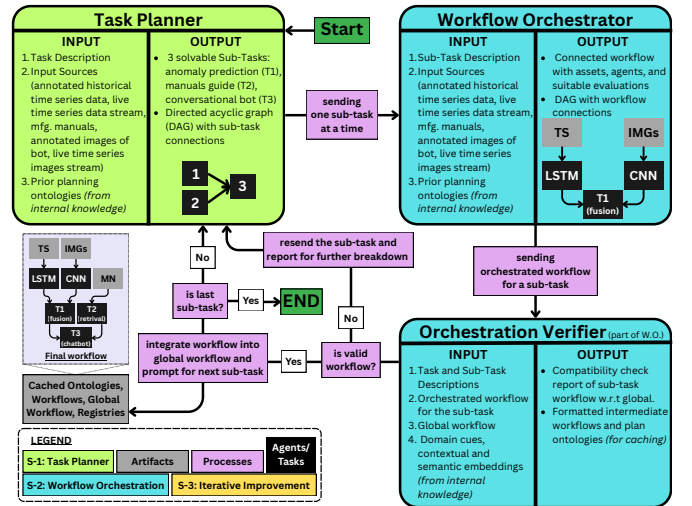 Task Planner
INPUT
1. Task Description
2. Input Sources
(annotated historical
time series data, live
time series data stream,
mfg. manuals,
annotated images of
bot, live time series
images stream)
3. Prior planning
ontologies (from
internal knowledge)
OUTPUT
• 3 solvable Sub-Tasks:
anomaly prediction (T1),
manuals guide (T2),
conversational bot (T3)
• Directed acyclic graph
(DAG) with sub-task
connections
1
2
3
Start
sending
one sub-task
at a time
Workflow Orchestrator
INPUT
1. Sub-Task Description
2. Input Sources
(annotated historical
time series data, live
time series data stream,
mfg. manuals,
annotated images of
bot, live time series
images stream)
3. Prior planning
ontologies (from
internal knowledge)
OUTPUT
• Connected workflow
with assets, agents, and
suitable evaluations
• DAG with workflow
connections
TS
IMGs
LSTM
CNN
T1
(fusion)
sending
orchestrated workflow
for a sub-task
resend the sub-task and
report for further breakdown
No
is last
sub-task?
Yes
END
No
integrate workflow into
global workflow and
prompt for next sub-task
Yes
is valid
workflow?
TS
IMGs
LSTM
CNN
MN
T1
(fusion)
T2
(retrival)
T3
(chatbot)
Final workflow
Cached Ontologies,
Workflows, Global
Workflow, Registries
Orchestration Verifier (part of W.O.)
INPUT
1. Task and Sub-Task
Descriptions
2. Orchestrated workflow
for the sub-task
3. Global workflow
4. Domain cues,
contextual and
semantic embeddings
(from internal
knowledge)
OUTPUT
• Compatibility check
report of sub-task
workflow w.r.t global.
• Formatted intermediate
workflows and plan
ontologies (for caching)
LEGEND
S-1: Task Planner
Artifacts
Processes
Agents/
Tasks
S-2: Workflow Orchestration
S-3: Iterative Improvement